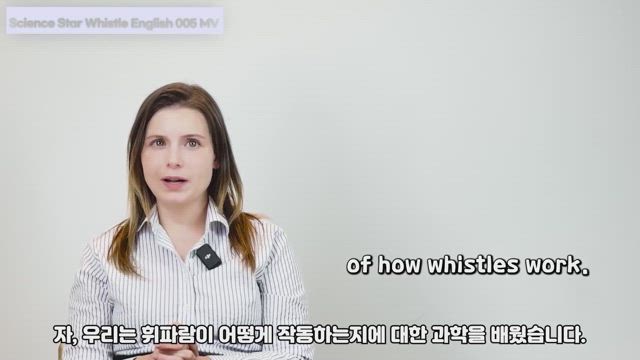 Science Star Whistle English 005 MV
of how whistles work.
자, 우리는 휘파람이 어떻게 작동하는지에 대한 과학을 배웠습니다.